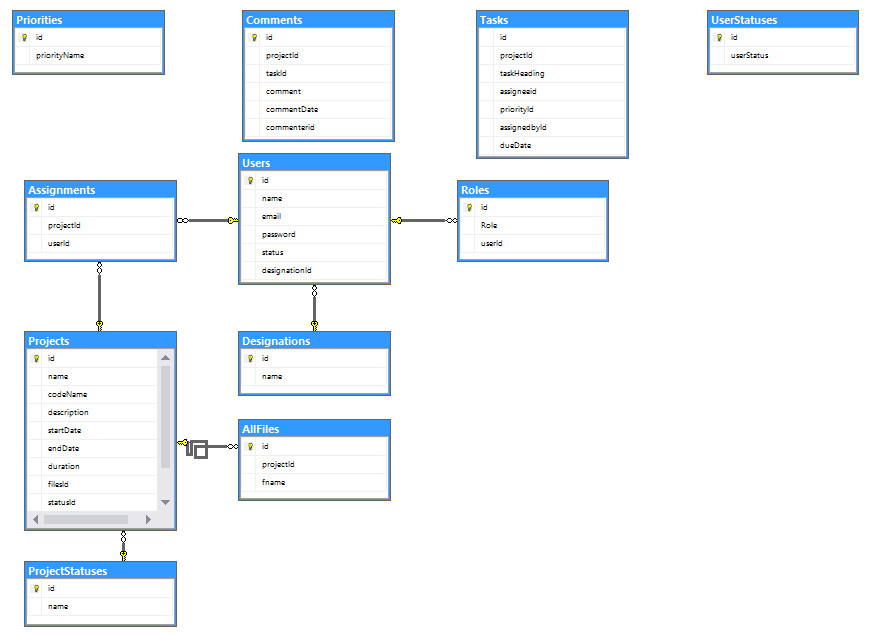 Priorities
id
priorityName
Comments
id
projectId
taskId
comment
commentDate
commenterid
Tasks
id
projectId
taskHeading
assigneeid
priorityId
assignedbyId
dueDate
UserStatuses
id
userStatus
Assignments
id
projectId
userId
Users
id
name
email
password
status
designationId
Roles
id
Role
userId
Projects
id
name
codeName
description
startDate
endDate
duration
filesId
statusId
Designations
id
name
AllFiles
id
projectId
fname
ProjectStatuses
id
name